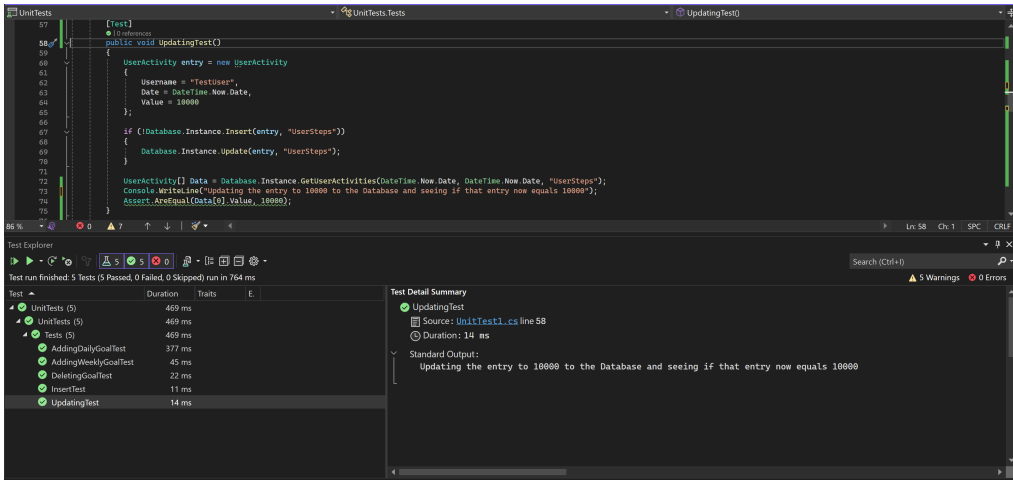 UnitTests UnitTests.Tests UpdatingTest()
57 [Test]
0 references
58 public void UpdatingTest()
59 {
60 UserActivity entry = new UserActivity
61 {
62 Username = "TestUser",
63 Date = DateTime.Now.Date,
64 Value = 10000
65 };
66
67 if (!Database.Instance.Insert(entry, "UserSteps"))
68 {
69 Database.Instance.Update(entry, "UserSteps");
70 }
71
72 UserActivity[] Data = Database.Instance.GetUserActivities(DateTime.Now.Date, DateTime.Now.Date, "UserSteps");
73 Console.WriteLine("Updating the entry to 10000 to the Database and seeing if that entry now equals 10000");
74 Assert.AreEqual(Data[0].Value, 10000);
75 }
86 % 0 7 Ln: 58 Ch: 1 SPC CRLF
Test Explorer
5 5 0 Search (Ctrl+I)
Test run finished: 5 Tests (5 Passed, 0 Failed, 0 Skipped) run in 764 ms 5 Warnings 0 Errors
Test Duration Traits E.
UnitTests (5) 469 ms
UnitTests (5) 469 ms
Tests (5) 469 ms
AddingDailyGoalTest 377 ms
AddingWeeklyGoalTest 45 ms
DeletingGoalTest 22 ms
InsertTest 11 ms
UpdatingTest 14 ms
Test Detail Summary
UpdatingTest
Source: UnitTest1.cs line 58
Duration: 14 ms
Standard Output:
Updating the entry to 10000 to the Database and seeing if that entry now equals 10000